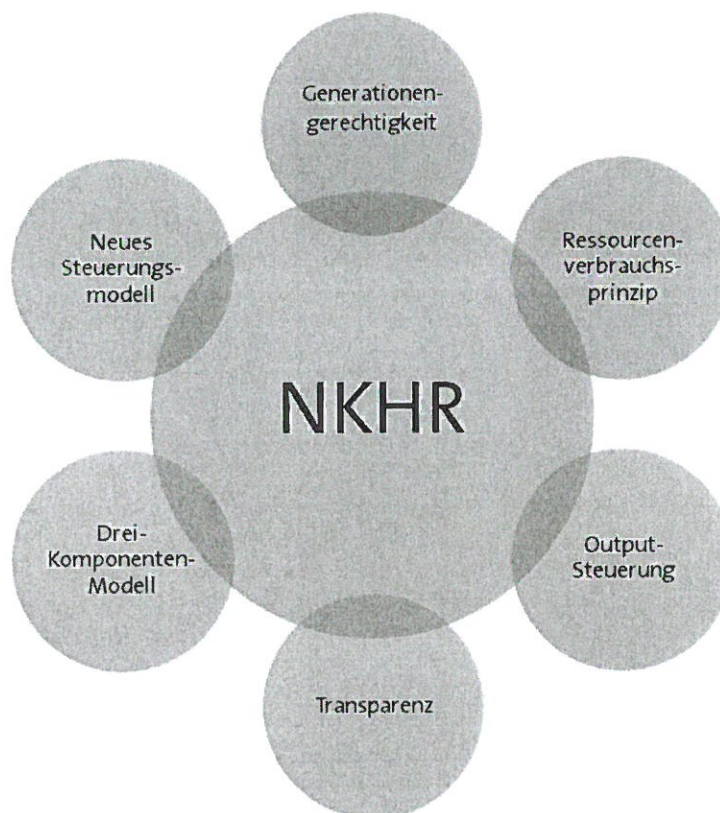 Generationen-
gerechtigkeit
Neues
Steuerungs-
modell
Ressourcen-
verbrauchs-
prinzip
NKHR
Drei-
Komponenten-
Modell
Output-
Steuerung
Transparenz